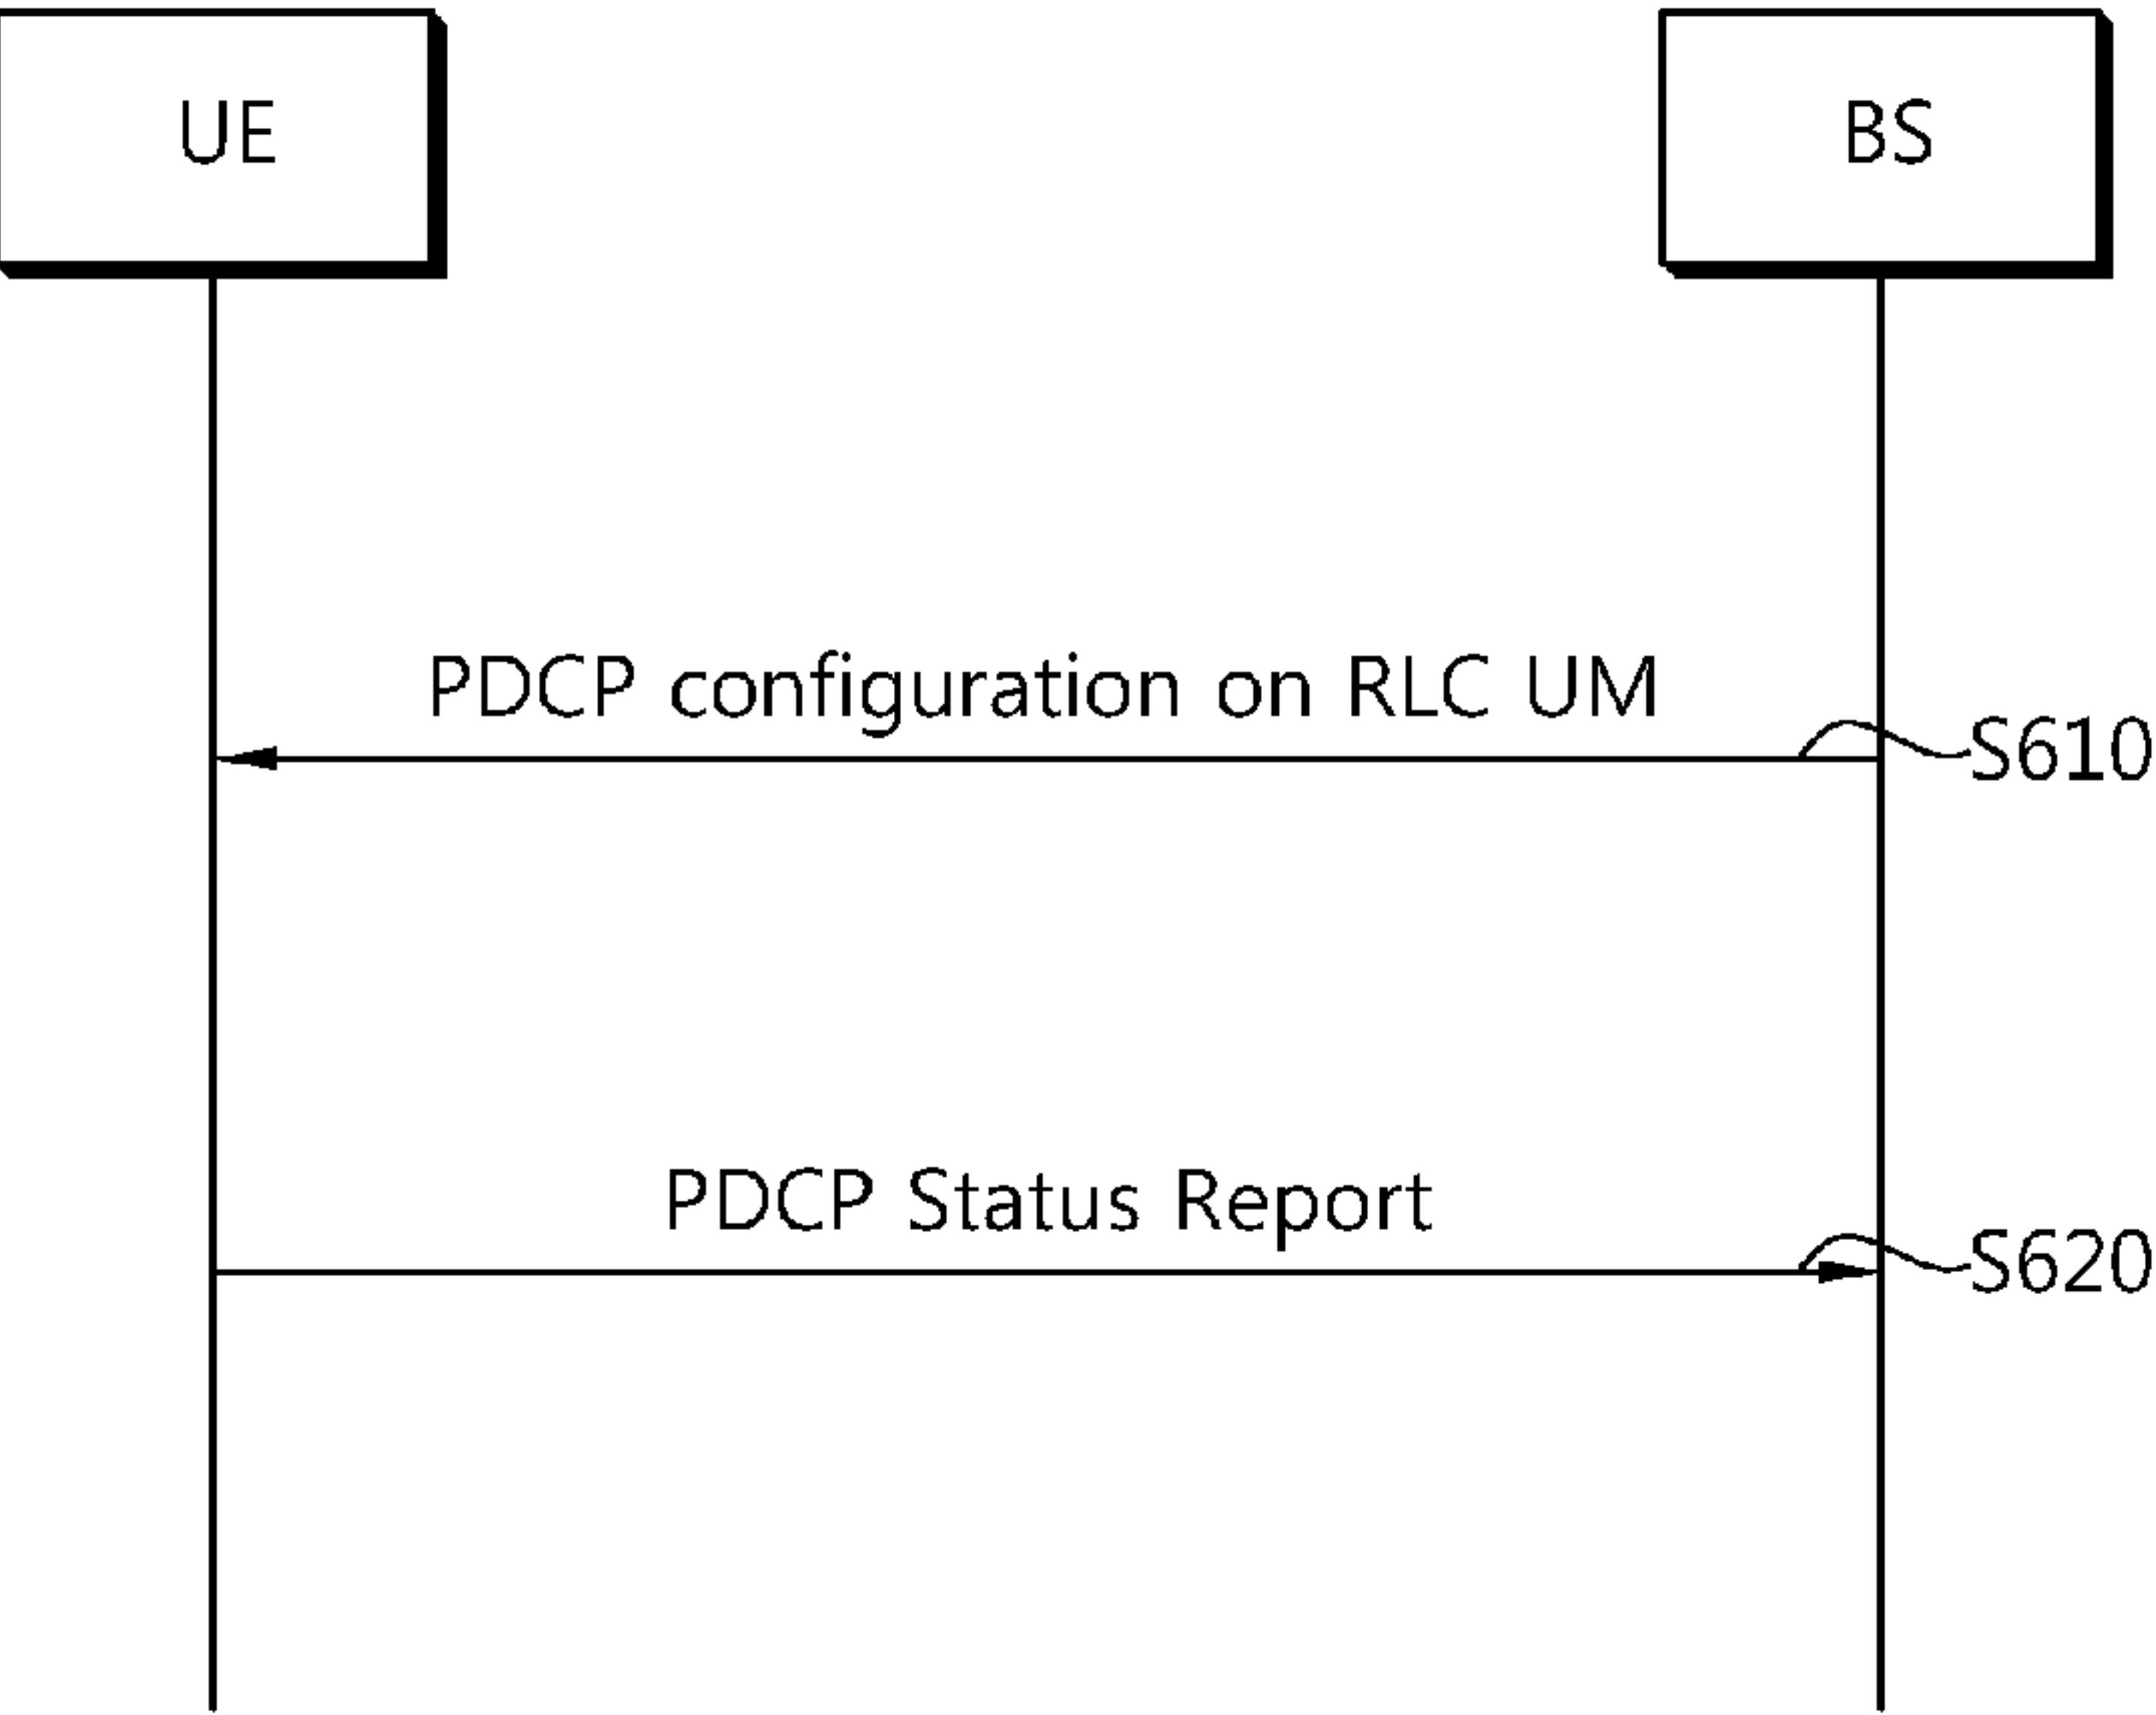 UE
BS
PDCP configuration on RLC UM
S610
PDCP Status Report
S620